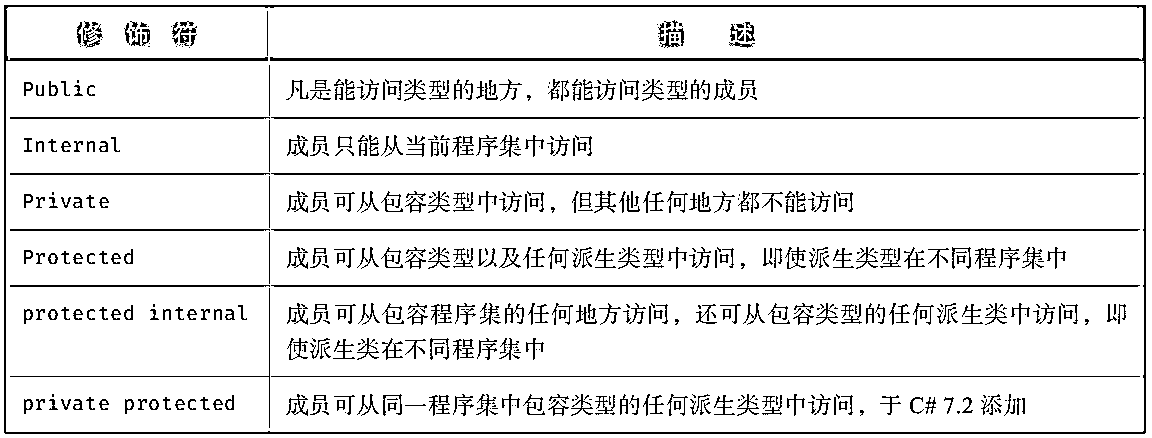 修 饰 符 描 述
Public 凡是能访问类型的地方，都能访问类型的成员
Internal 成员只能从当前程序集中访问
Private 成员可从包容类型中访问，但其他任何地方都不能访问
Protected 成员可从包容类型以及任何派生类型中访问，即使派生类型在不同程序集中
protected internal 成员可从包容程序集的任何地方访问，还可从包容类型的任何派生类中访问，即
使派生类在不同程序集中
private protected 成员可从同一程序集中包容类型的任何派生类型中访问，于 C# 7.2 添加